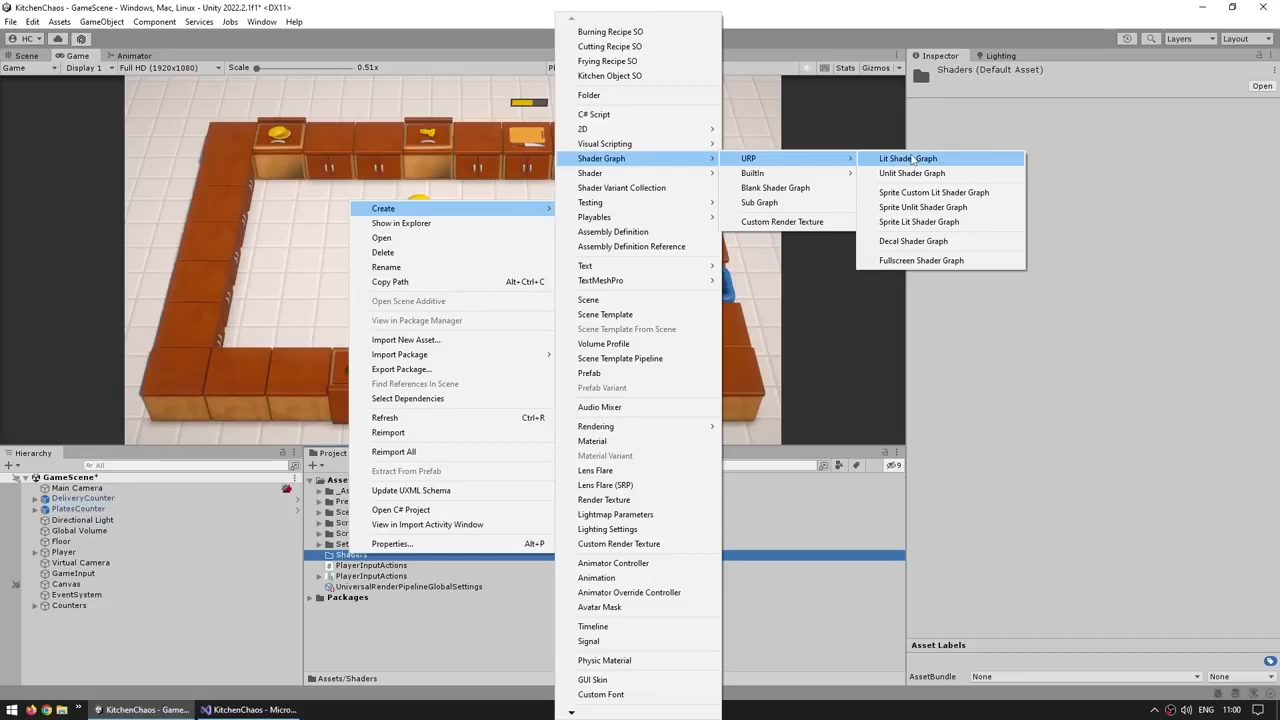 KitchenChaos - GameScene - Windows, Mac, Linux - Unity 2022.2.1f1* <DX11>
File Edit Assets GameObject Component Services Jobs Window Help
HC
Layers Layout
Scene Game Animator
Game Display 1 Full HD (1920x1080) Scale 0.51x Stats Gizmos
Inspector Lighting
Shaders (Default Asset)
Open
Create
Show in Explorer
Open
Delete
Rename
Copy Path Alt+Ctrl+C
Open Scene Additive
View in Package Manager
Import New Asset...
Import Package
Export Package...
Find References In Scene
Select Dependencies
Refresh Ctrl+R
Reimport
Reimport All
Extract From Prefab
Update UXML Schema
Open C# Project
View in Import Activity Window
Properties... Alt+P
Burning Recipe SO
Cutting Recipe SO
Frying Recipe SO
Kitchen Object SO
Folder
C# Script
2D
Visual Scripting
Shader Graph
Shader
Shader Variant Collection
Testing
Playables
Assembly Definition
Assembly Definition Reference
Text
TextMeshPro
Scene
Scene Template
Scene Template From Scene
Volume Profile
Scene Template Pipeline
Prefab
Prefab Variant
Audio Mixer
Rendering
Material
Material Variant
Lens Flare
Lens Flare (SRP)
Render Texture
Lightmap Parameters
Lighting Settings
Custom Render Texture
Animator Controller
Animation
Animator Override Controller
Avatar Mask
Timeline
Signal
Physic Material
GUI Skin
Custom Font
URP
BuiltIn
Blank Shader Graph
Sub Graph
Custom Render Texture
Lit Shader Graph
Unlit Shader Graph
Sprite Custom Lit Shader Graph
Sprite Unlit Shader Graph
Sprite Lit Shader Graph
Decal Shader Graph
Fullscreen Shader Graph
Hierarchy
All
GameScene*
Main Camera
DeliveryCounter
PlatesCounter
Directional Light
Global Volume
Floor
Player
Virtual Camera
GameInput
Canvas
EventSystem
Counters
Project
9
Shaders
PlayerInputActions
PlayerInputActions
UniversalRenderPipelineGlobalSettings
Packages
Assets/Shaders
Asset Labels
AssetBundle None None
KitchenChaos - Game... KitchenChaos - Micro... 11:00